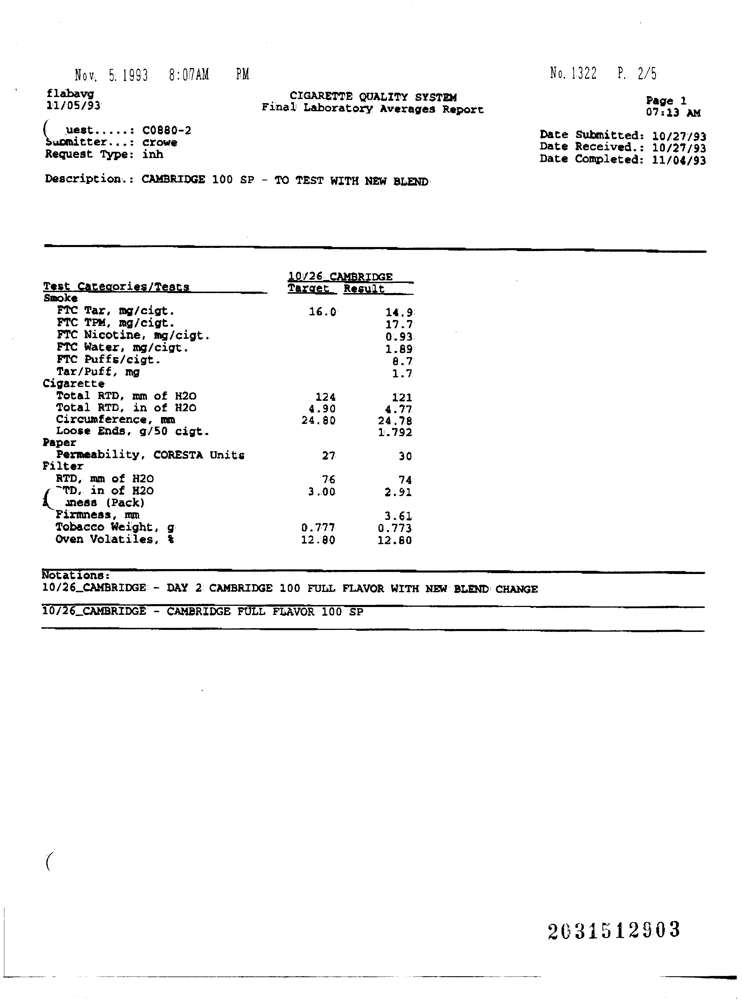 Nov. 5. 1993 8:07AM PM No. 1322 P. 2/5
flabavg CIGARETTE QUALITY SYSTEM Page 1
11/05/93 Final Laboratory Averages Report 07:13 AM
uest.....: C0880-2 Date Submitted: 10/27/93
Submitter...: crowe Date Received.: 10/27/93
Request Type: inh Date Completed: 11/04/93
Description.: CAMBRIDGE 100 SP - TO TEST WITH NEW BLEND
10/26_CAMBRIDGE
Test Categories/Tests Target Result
Smoke
FTC Tar, mg/cigt. 16.0 14.9
FTC TPM, mg/cigt. 17.7
FTC Nicotine, mg/cigt. 0.93
FTC Water, mg/cigt. 1.89
FTC Puffs/cigt. 8.7
Tar/Puff, mg 1.7
Cigarette
Total RTD, mm of H2O 124 121
Total RTD, in of H2O 4.90 4.77
Circumference, mm 24.80 24.78
Loose Ends, g/50 cigt. 1.792
Paper
Permeability, CORESTA Units 27 30
Filter
RTD, mm of H2O 76 74
TD, in of H2O 3.00 2.91
mness (Pack)
Firmness, mm 3.61
Tobacco Weight, g 0.777 0.773
Oven Volatiles, % 12.80 12.80
Notations:
10/26_CAMBRIDGE - DAY 2 CAMBRIDGE 100 FULL FLAVOR WITH NEW BLEND CHANGE
10/26_CAMBRIDGE - CAMBRIDGE FULL FLAVOR 100 SP
2031512903